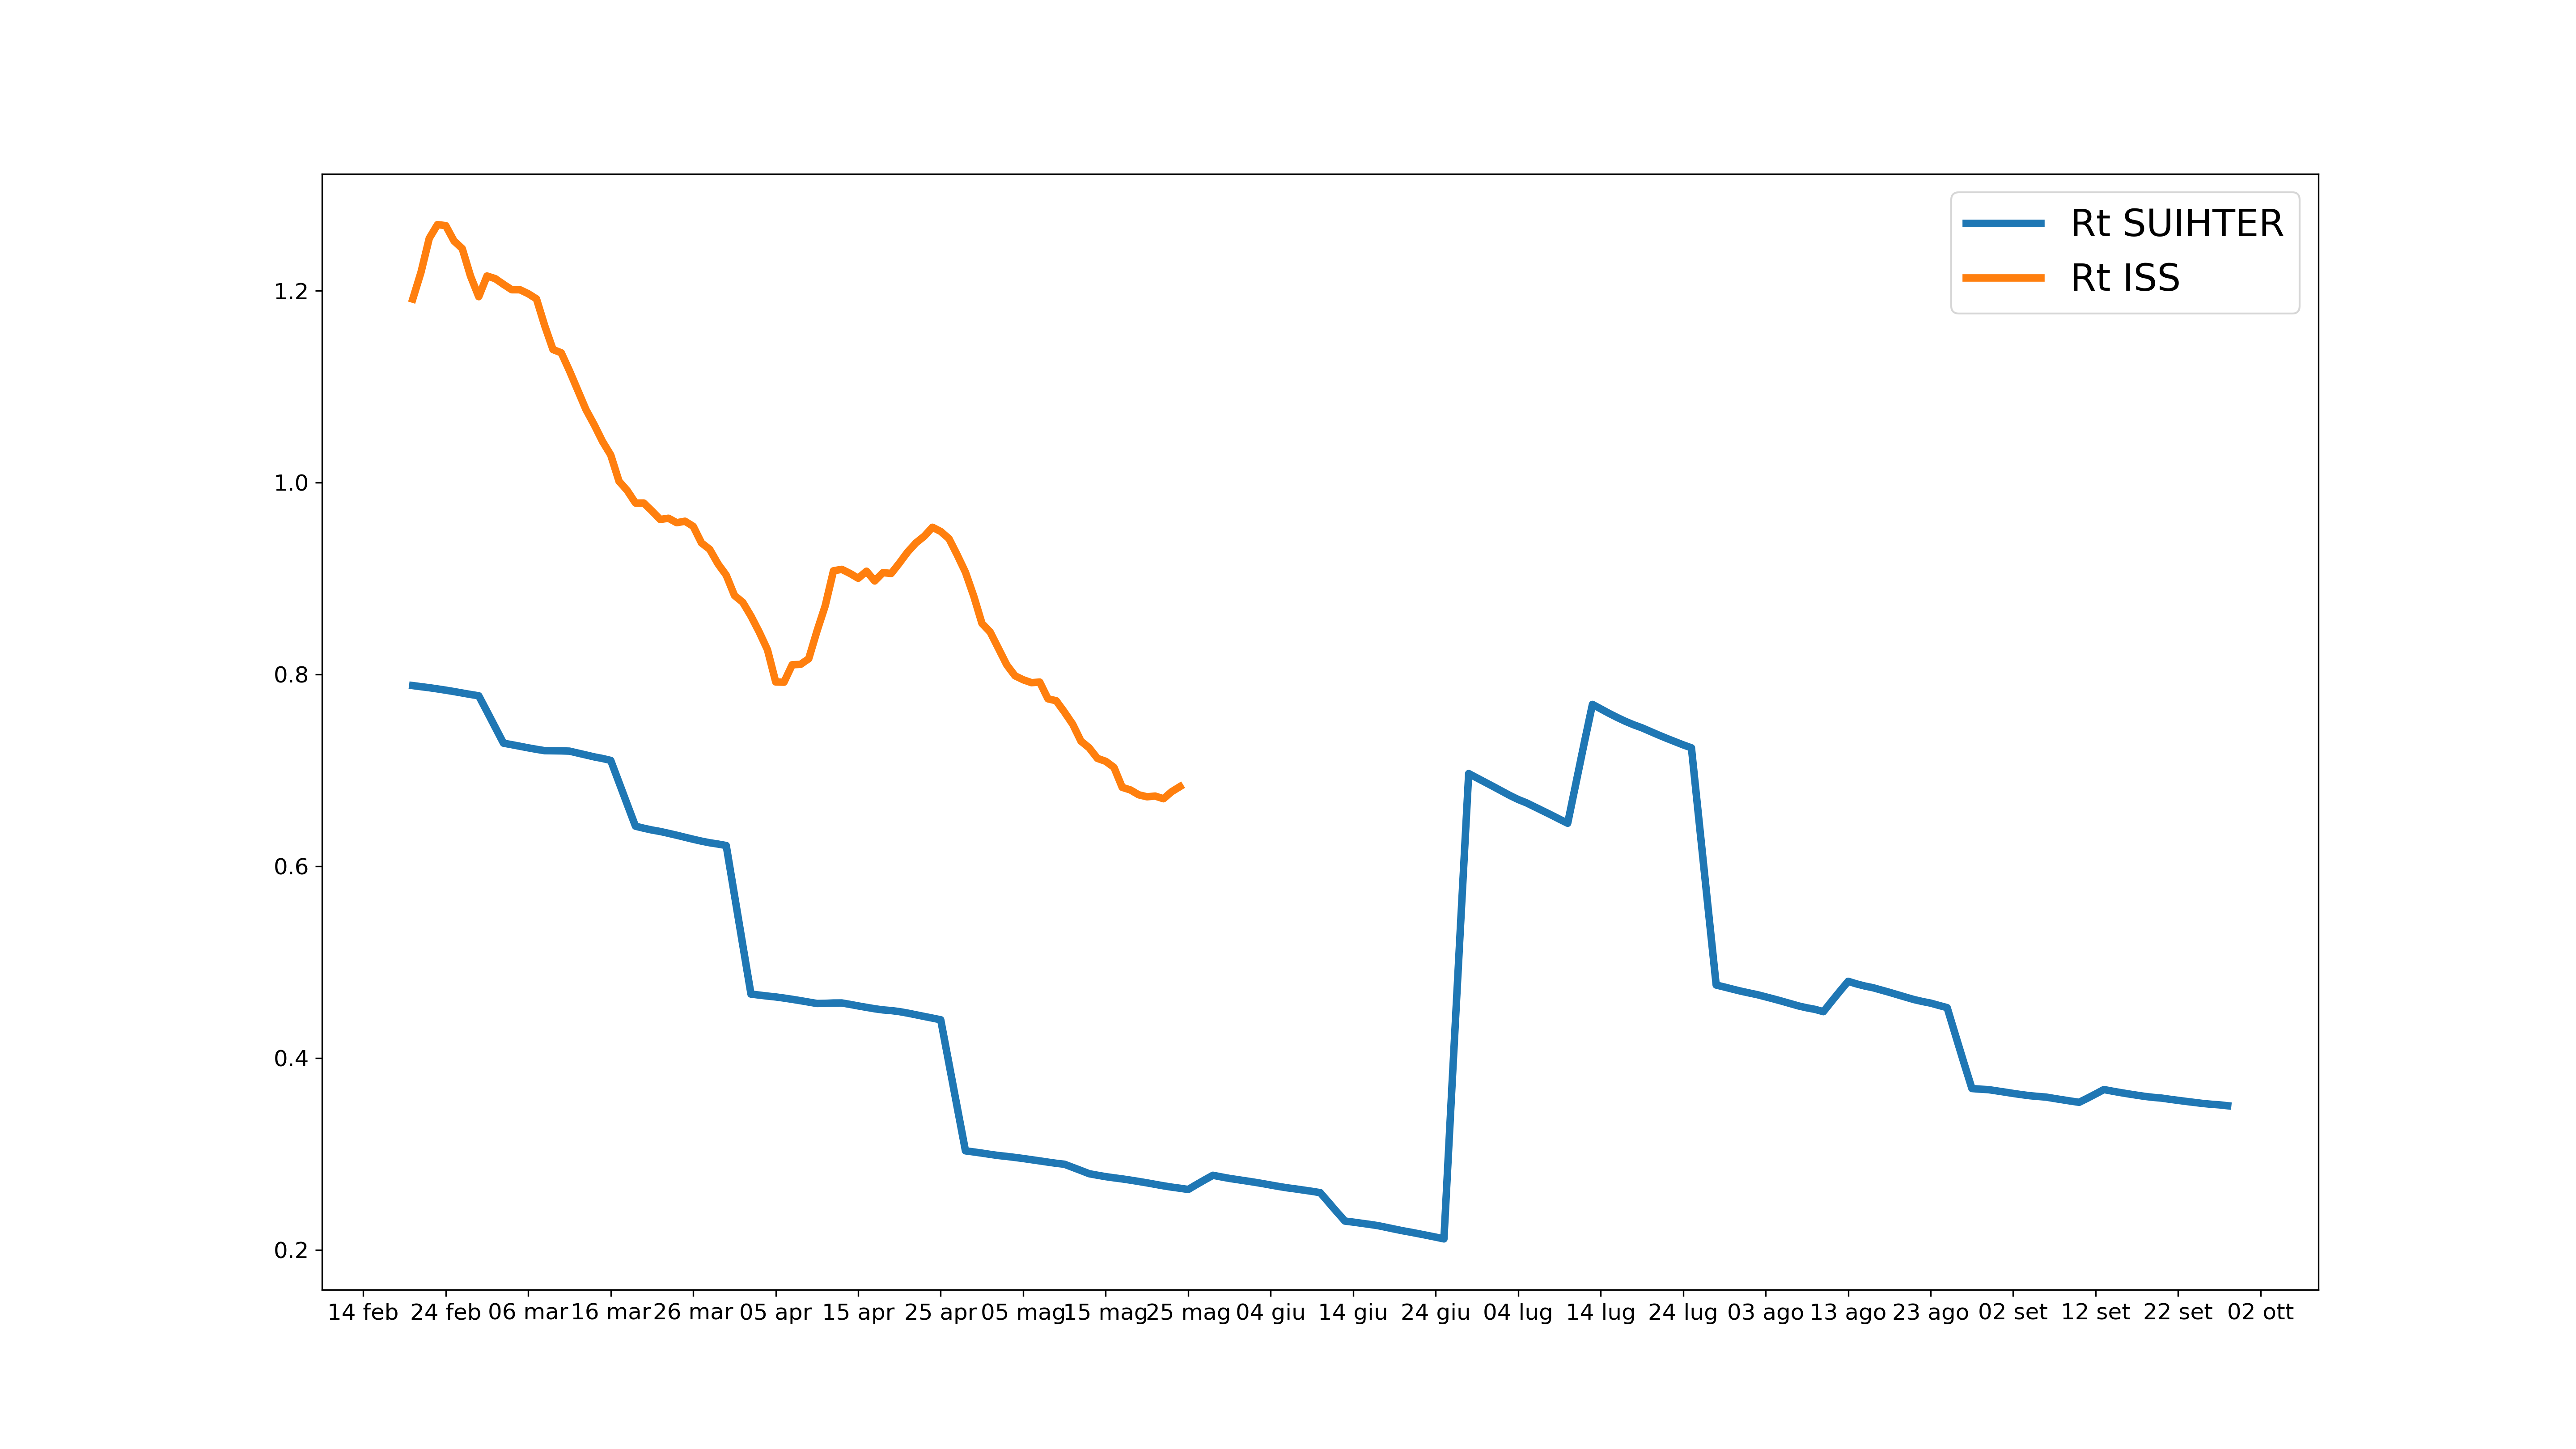 Rt SUIHTER
Rt ISS
1.2
1.0
0.8
0.6
0.4
0.2
14 feb 24 feb 06 mar 16 mar 26 mar 05 apr 15 apr 25 apr 05 mag 15 mag 25 mag 04 giu 14 giu 24 giu 04 lug 14 lug 24 lug 03 ago 13 ago 23 ago 02 set 12 set 22 set 02 ott